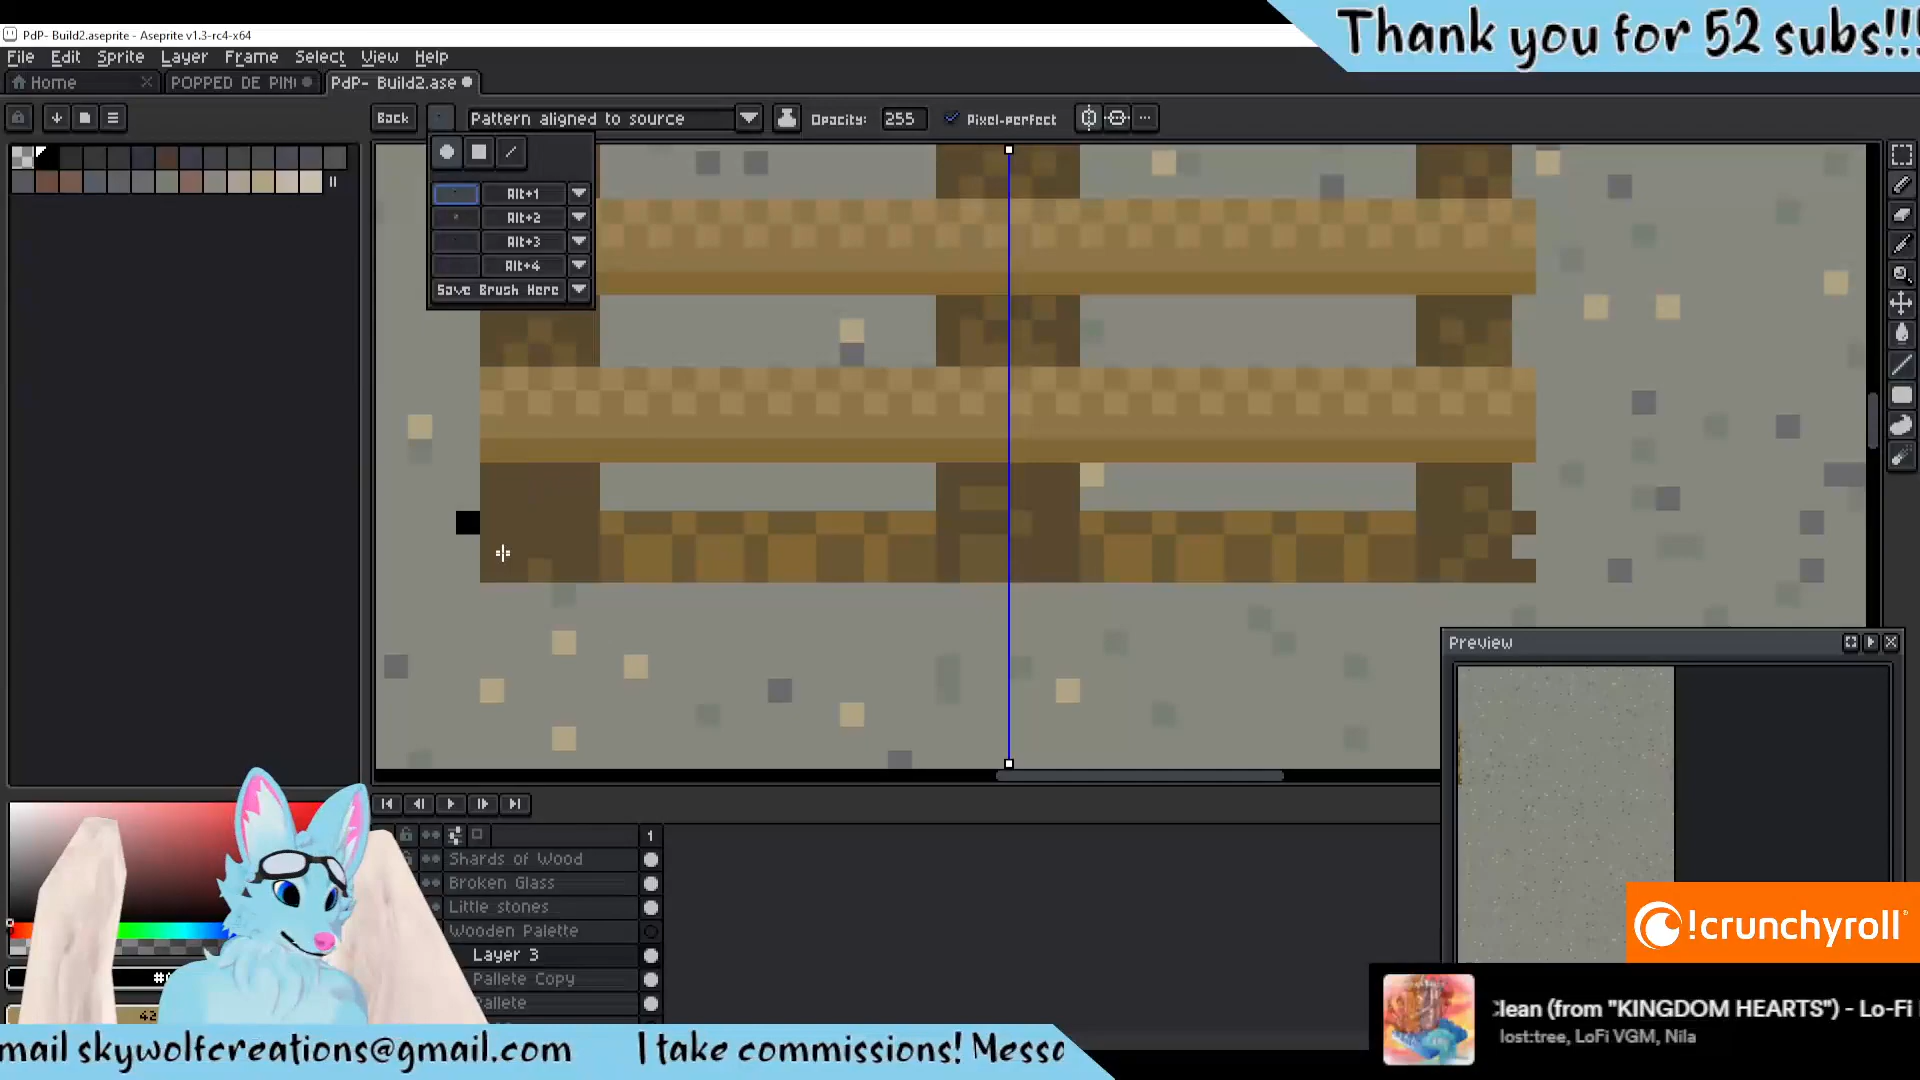 Thank you for 52 subs!!!
PdP- Build2.aseprite - Aseprite v1.3-rc4-x64
File Edit Sprite Layer Frame Select View Help
Home
POPPED DE PIN
PdP- Build2.ase
Back
Pattern aligned to source
Opacity: 255
Pixel-perfect
Alt+1
Alt+2
Alt+3
Alt+4
Save Brush Here
Preview
1
Shards of Wood
Broken Glass
Little stones
Wooden Palette
Layer 3
Pallete Copy
Pallete
42
!crunchyroll
Clean (from "KINGDOM HEARTS") - Lo-Fi
lost:tree, LoFi VGM, Nila
mail skywolfcreations@gmail.com I take commissions!